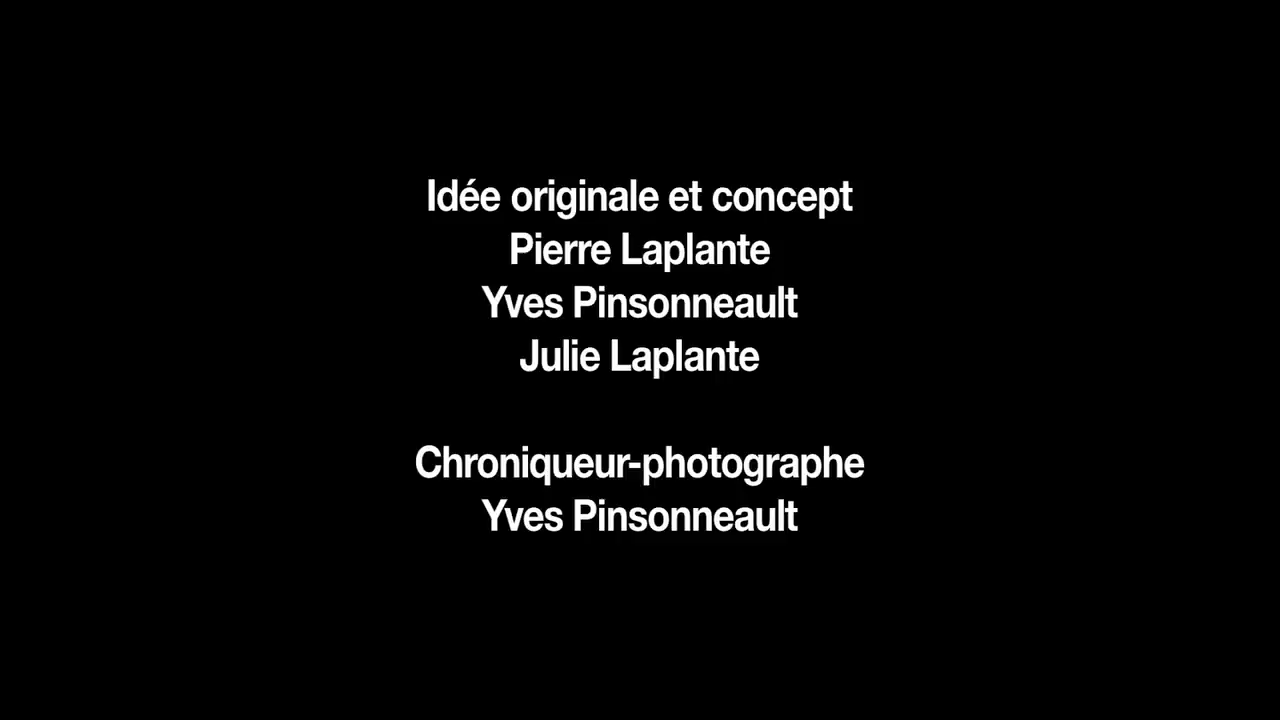 Idée originale et concept
Pierre Laplante
Yves Pinsonneault
Julie Laplante
Chroniqueur-photographe
Yves Pinsonneault